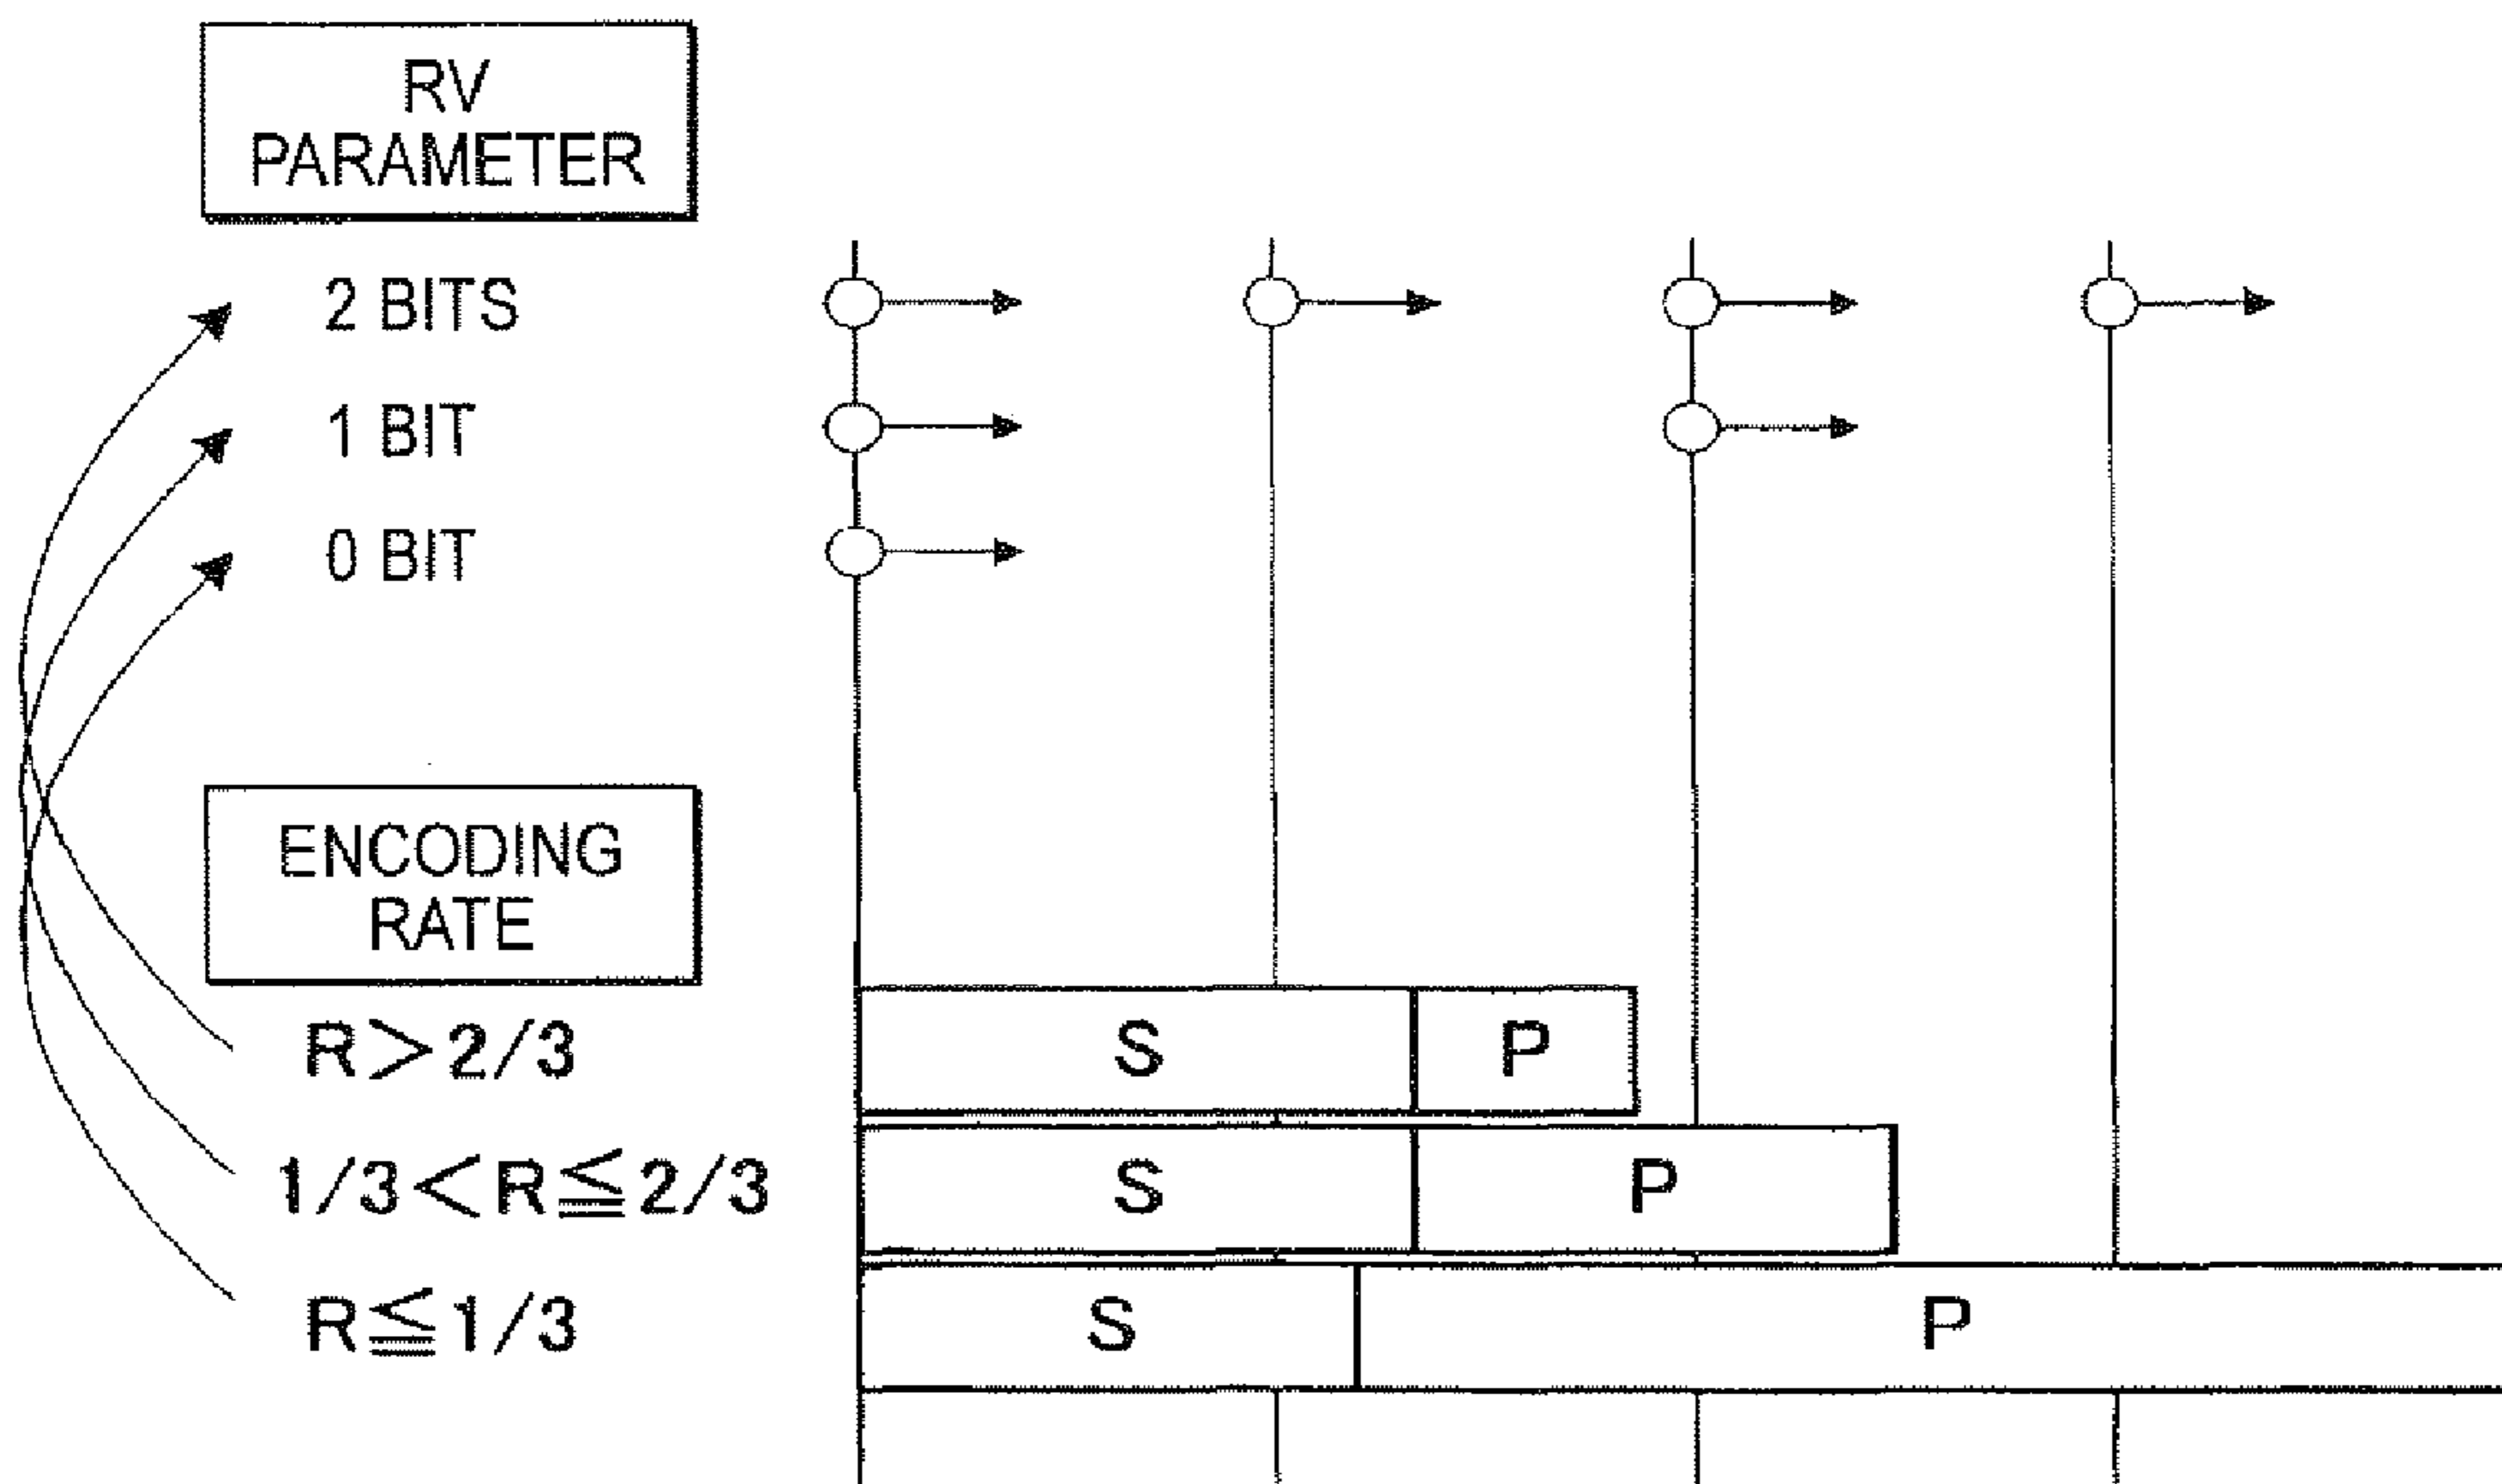 RV
PARAMETER
2 BITS
1 BIT
0 BIT
ENCODING
RATE
R>2/3
S
P
1/3<R≦2/3
S
P
R≦1/3
S
P